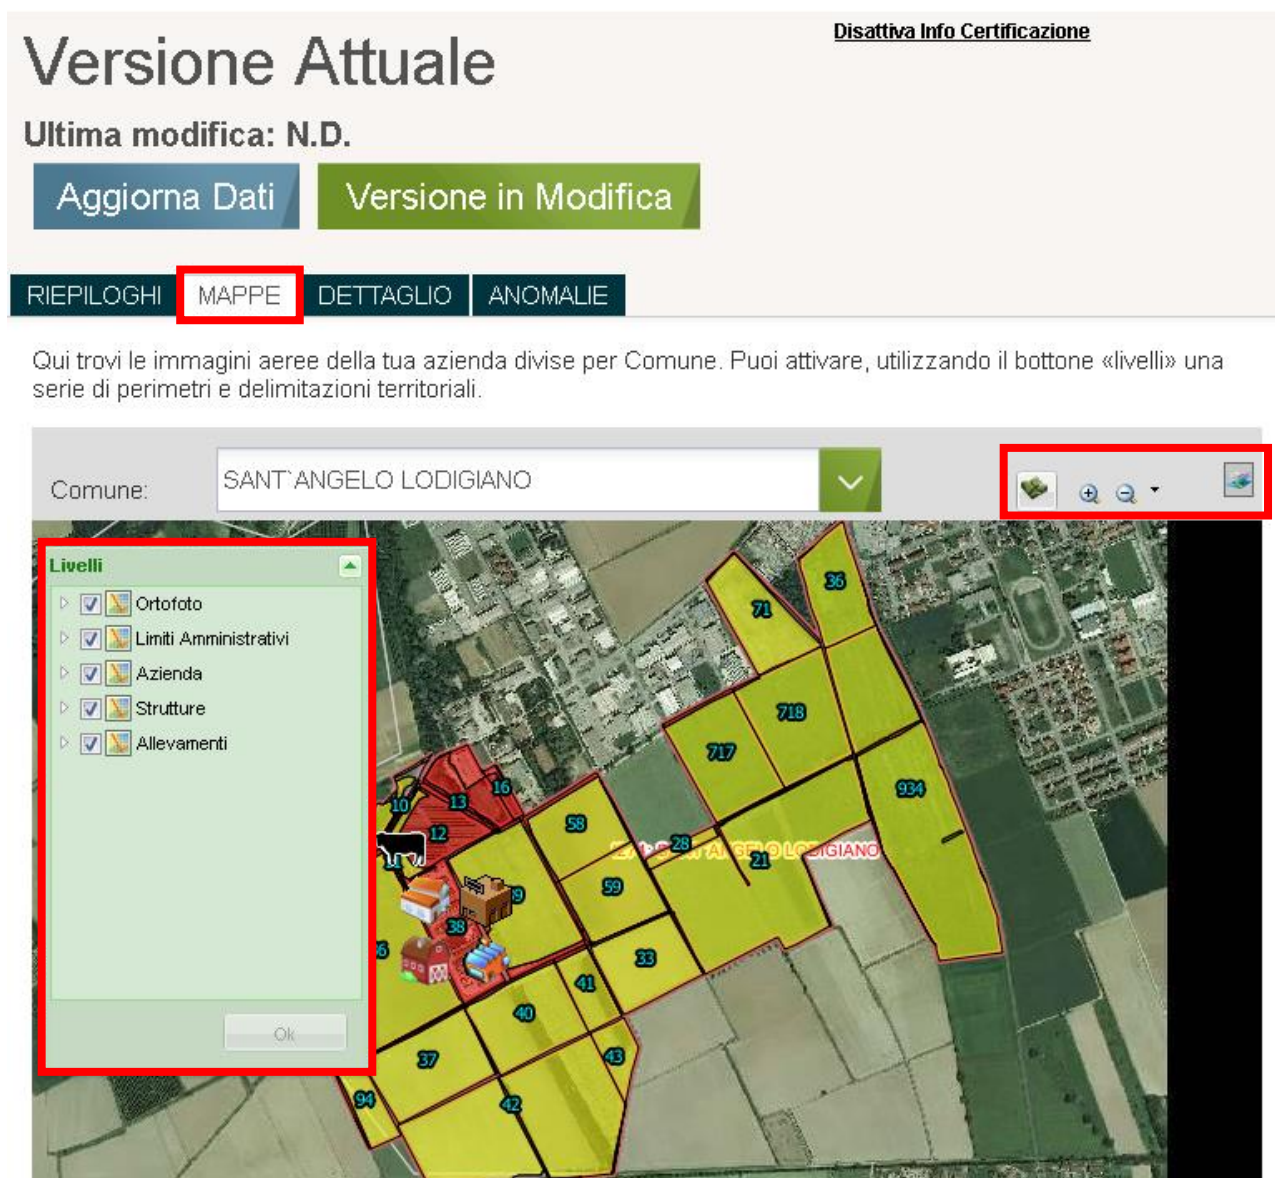 Disattiva Info Certificazione
Versione Attuale
Ultima modifica: N.D.
Aggiorna Dati
Versione in Modifica
RIEPILOGHI
MAPPE
DETTAGLIO
ANOMALIE
Qui trovi le immagini aeree della tua azienda divise per Comune. Puoi attivare, utilizzando il bottone «livelli» una
serie di perimetri e delimitazioni territoriali.
Comune:
SANT`ANGELO LODIGIANO
Livelli
Ortofoto
Limiti Amministrativi
Azienda
Strutture
Allevamenti
Ok
36
71
718
717
934
16
13
10
12
58
28
21
59
38
33
41
40
43
37
94
42